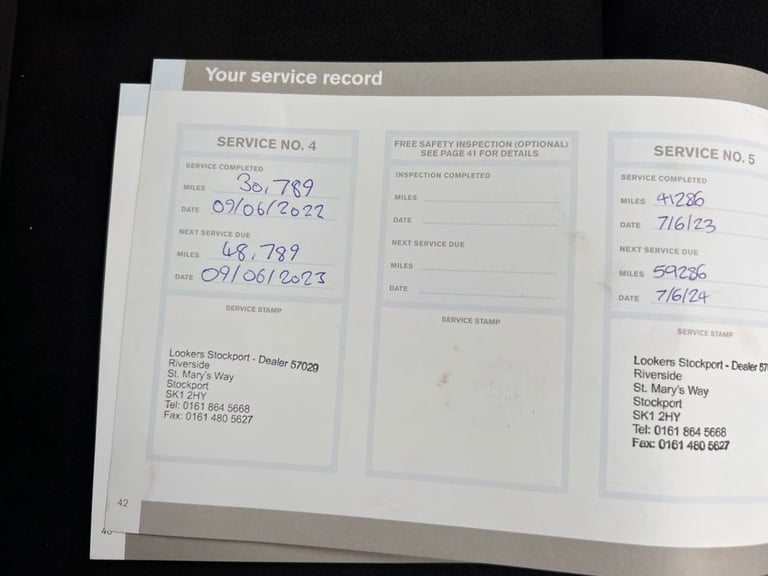 Your service record
SERVICE NO. 4
SERVICE COMPLETED
MILES 30,789
DATE 09/06/2022
NEXT SERVICE DUE
MILES 48,789
DATE 09/06/2023
SERVICE STAMP
Lookers Stockport - Dealer 57029
Riverside
St. Mary's Way
Stockport
SK1 2HY
Tel: 0161 864 5668
Fax: 0161 480 5627
FREE SAFETY INSPECTION (OPTIONAL)
SEE PAGE 41 FOR DETAILS
INSPECTION COMPLETED
MILES
DATE
NEXT SERVICE DUE
MILES
DATE
SERVICE STAMP
SERVICE NO. 5
SERVICE COMPLETED
MILES 41286
DATE 7/6/23
NEXT SERVICE DUE
MILES 59286
DATE 7/6/24
SERVICE STAMP
Lookers Stockport - Dealer 57
Riverside
St. Mary's Way
Stockport
SK1 2HY
Tel: 0161 864 5668
Fax: 0161 480 5627
42